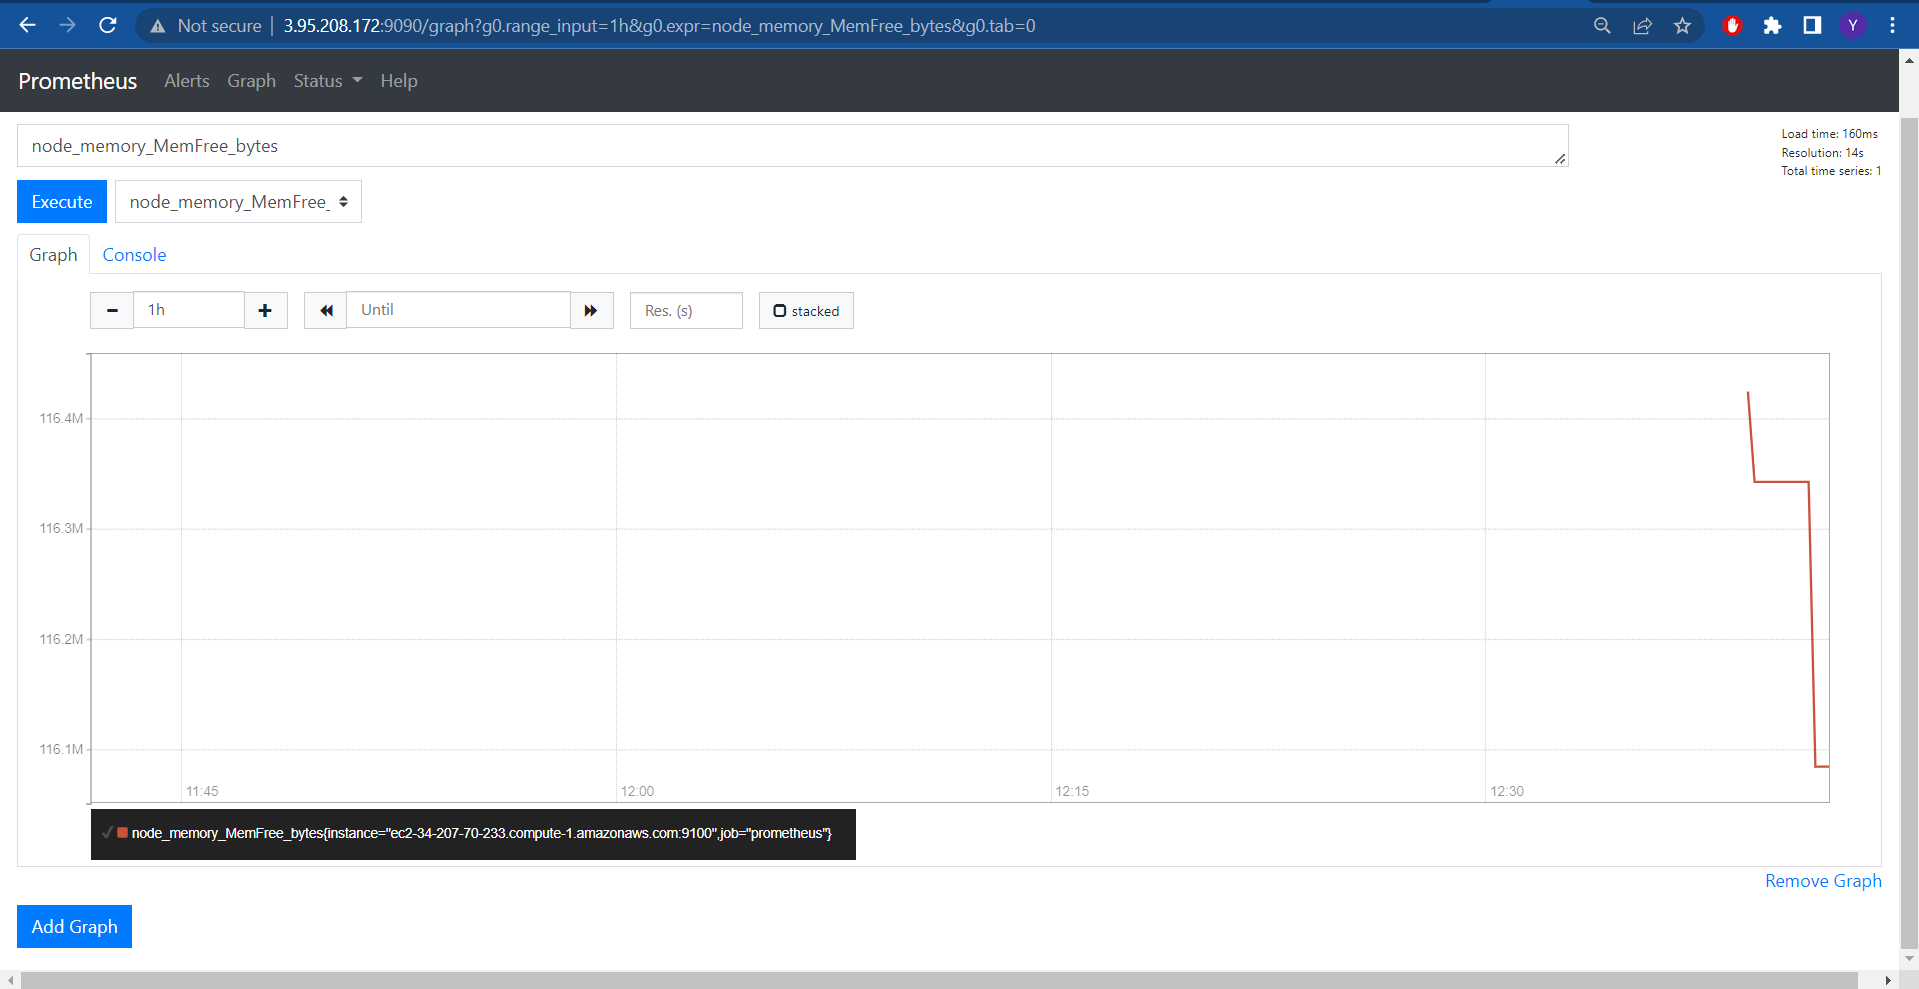 Not secure | 3.95.208.172:9090/graph?g0.range_input=1h&g0.expr=node_memory_MemFree_bytes&g0.tab=0
Y
Prometheus Alerts Graph Status Help
node_memory_MemFree_bytes
Load time: 160ms
Resolution: 14s
Total time series: 1
Execute node_memory_MemFree_
Graph Console
1h Until Res. (s) stacked
116.4M
116.3M
116.2M
116.1M
11:45 12:00 12:15 12:30
node_memory_MemFree_bytes{instance="ec2-34-207-70-233.compute-1.amazonaws.com:9100",job="prometheus"}
Remove Graph
Add Graph